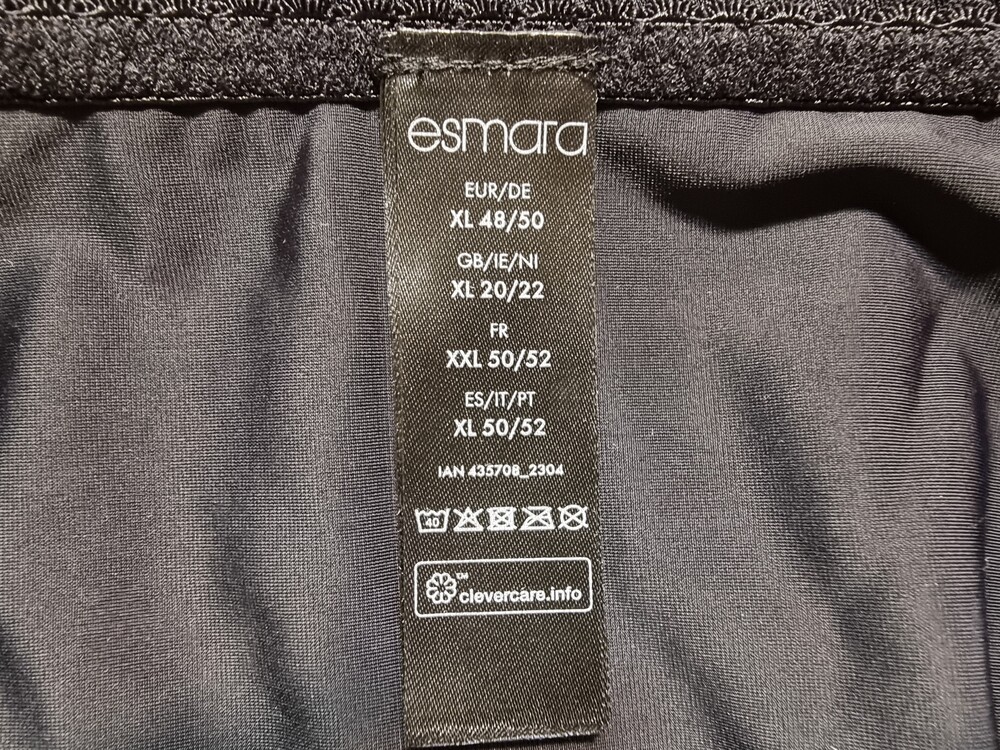 esmara
EUR/DE
XL 48/50
GB/IE/NI
XL 20/22
FR
XXL 50/52
ES/IT/PT
XL 50/52
IAN 435708_2304
40
™ clevercare.info